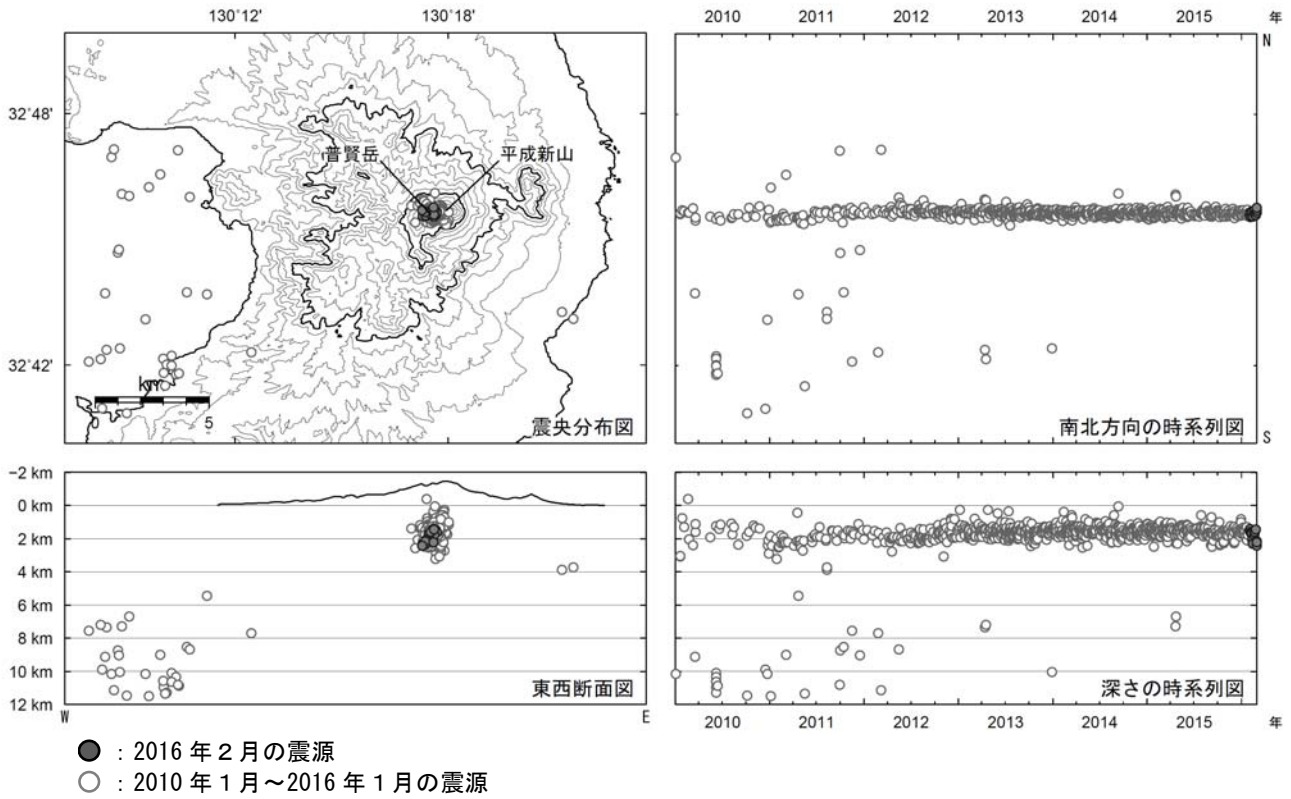 130°12′ 130°18′
2010 2011 2012 2013 2014 2015 年
N
32°48′
普賢岳 平成新山
32°42′
km
5
震央分布図
南北方向の時系列図
S
-2 km
0 km
2 km
4 km
6 km
8 km
10 km
12 km
東西断面図
W E
深さの時系列図
2010 2011 2012 2013 2014 2015 年
● : 2016 年 2 月の震源
○ : 2010 年 1 月~2016 年 1 月の震源